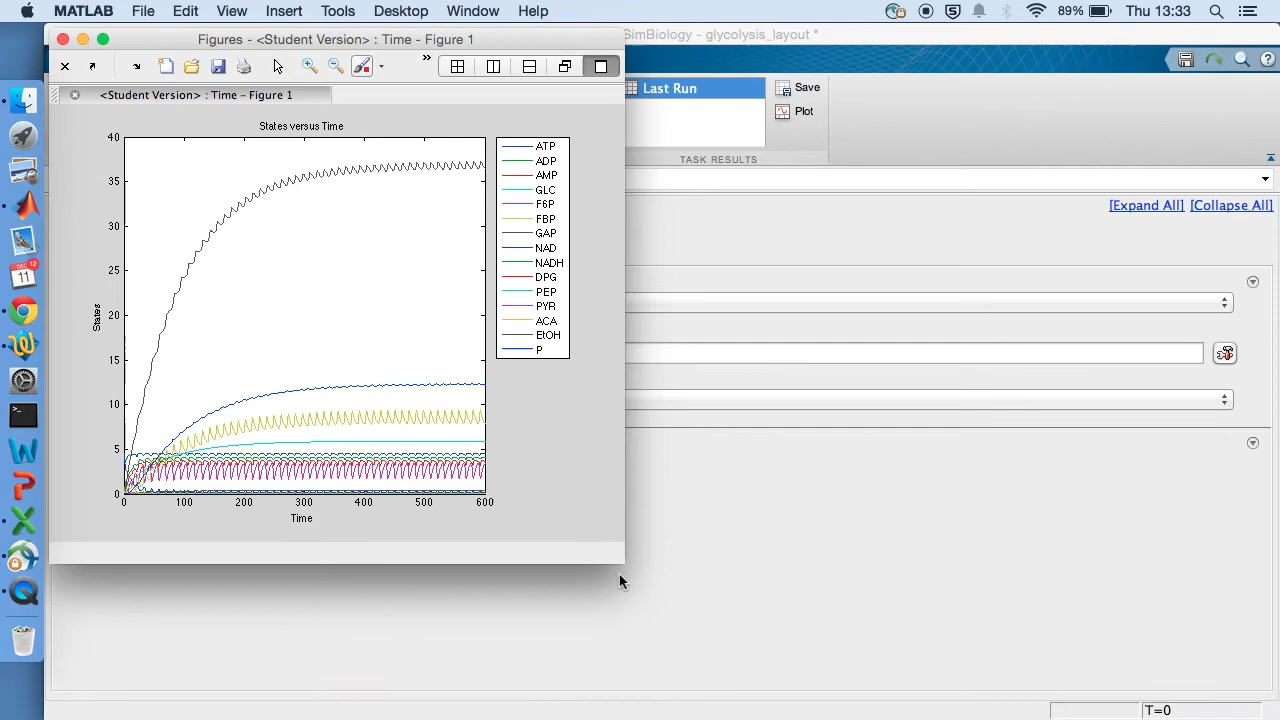 MATLAB File Edit View Insert Tools Desktop Window Help 89% Thu 13:33
Figures - <Student Version> : Time - Figure 1
SimBiology - glycolysis_layout *
<Student Version> : Time - Figure 1
Last Run
Save
Plot
TASK RESULTS
[Expand All] [Collapse All]
States versus Time
States
40
35
30
25
20
15
10
5
0
0 100 200 300 400 500 600
Time
ATP
ADP
AMP
GLC
F6P
FBP
GAP
NAD
NADH
DPG
PEP
PYR
ACA
EtOH
P
DEC 12
11
T=0